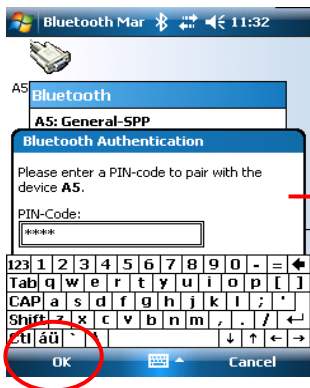 Bluetooth Mar 11:32
A5
Bluetooth
A5: General-SPP
Bluetooth Authentication
Please enter a PIN-code to pair with the
device A5.
PIN-Code:
****
123 1 2 3 4 5 6 7 8 9 0 - =
Tab q w e r t y u i o p [ ]
CAP a s d f g h j k l ; '
Shift z x c v b n m , . /
Ctl áü ` \
OK Cancel